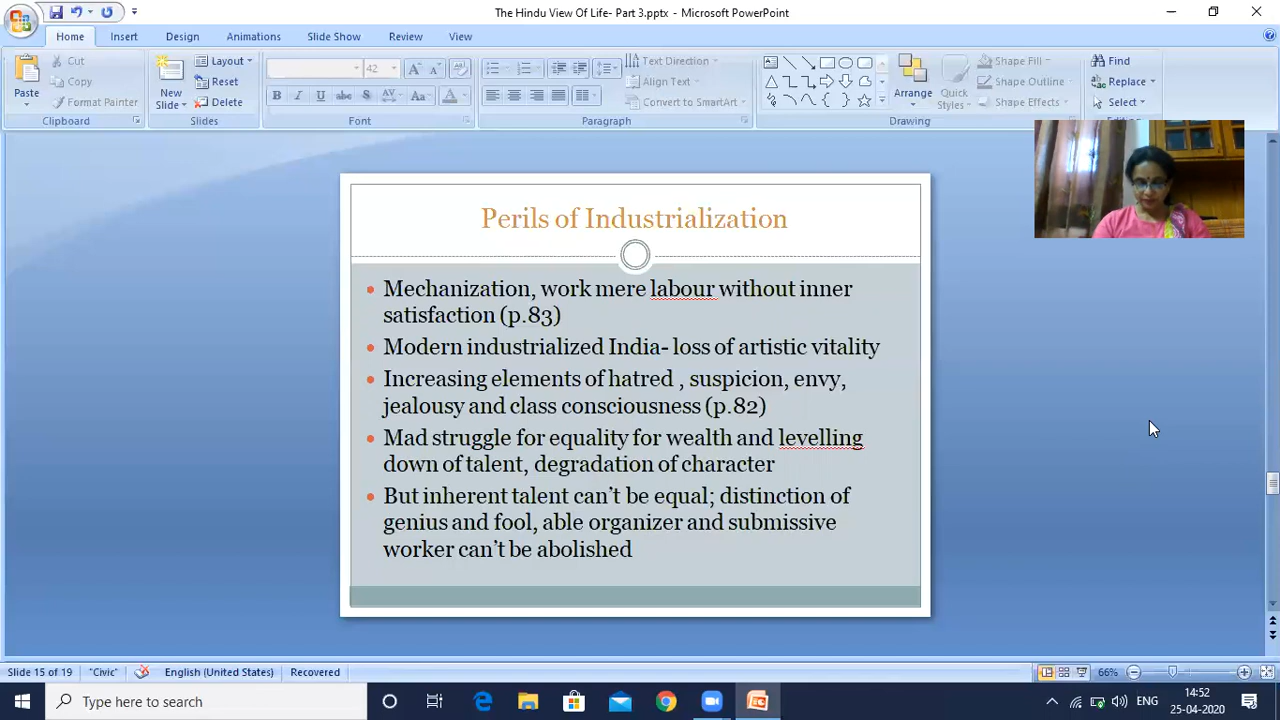 The Hindu View Of Life- Part 3.pptx - Microsoft PowerPoint
Home Insert Design Animations Slide Show Review View
Cut
Copy
Format Painter
Paste
Clipboard
New Slide
Layout
Reset
Delete
Slides
42
B I U abc S AV Aa A
Font
Text Direction
Align Text
Convert to SmartArt
Paragraph
Arrange
Quick Styles
Shape Fill
Shape Outline
Shape Effects
Drawing
Find
Replace
Select
Perils of Industrialization
Mechanization, work mere labour without inner
satisfaction (p.83)
Modern industrialized India- loss of artistic vitality
Increasing elements of hatred , suspicion, envy,
jealousy and class consciousness (p.82)
Mad struggle for equality for wealth and levelling
down of talent, degradation of character
But inherent talent can't be equal; distinction of
genius and fool, able organizer and submissive
worker can't be abolished
Slide 15 of 19 "Civic" English (United States) Recovered 66%
Type here to search
ENG
14:52
25-04-2020